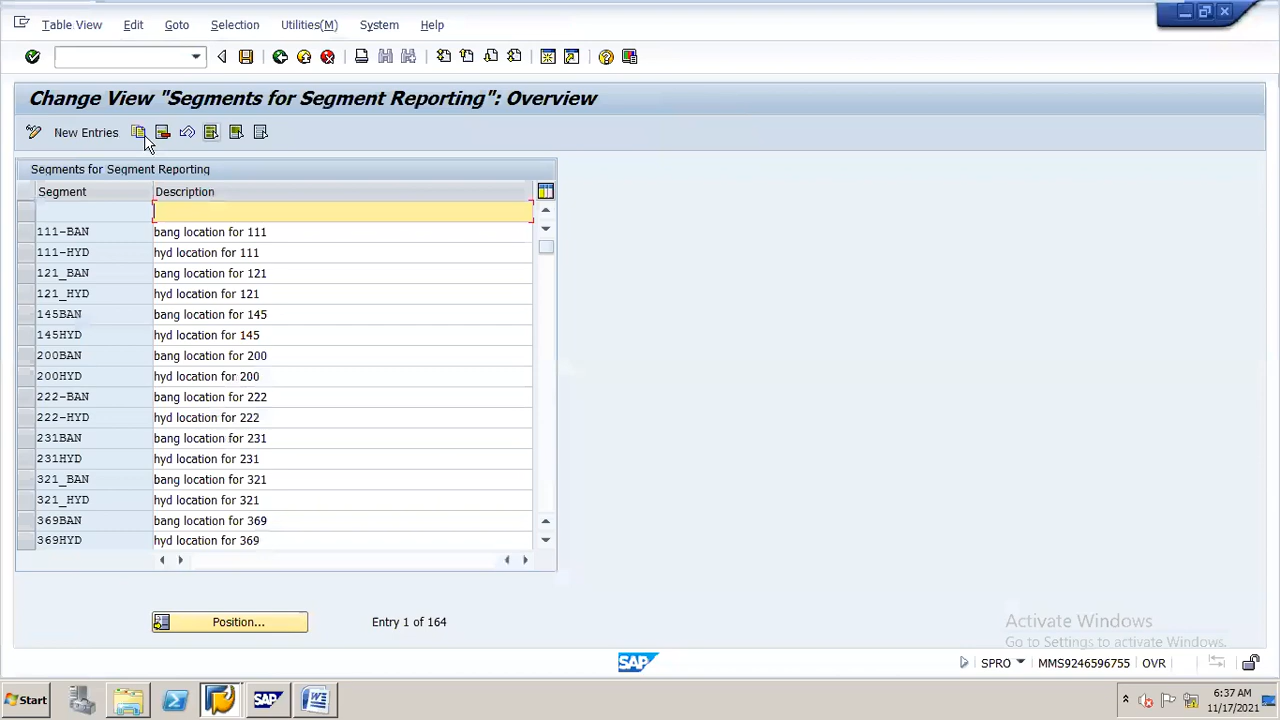 Table View Edit Goto Selection Utilities(M) System Help
Change View "Segments for Segment Reporting": Overview
New Entries
Segments for Segment Reporting
Segment Description
111-BAN bang location for 111
111-HYD hyd location for 111
121_BAN bang location for 121
121_HYD hyd location for 121
145BAN bang location for 145
145HYD hyd location for 145
200BAN bang location for 200
200HYD hyd location for 200
222-BAN bang location for 222
222-HYD hyd location for 222
231BAN bang location for 231
231HYD hyd location for 231
321_BAN bang location for 321
321_HYD hyd location for 321
369BAN bang location for 369
369HYD hyd location for 369
Position... Entry 1 of 164
Activate Windows
Go to Settings to activate Windows.
SAP SPRO MMS9246596755 OVR
Start SAP 6:37 AM
11/17/2021